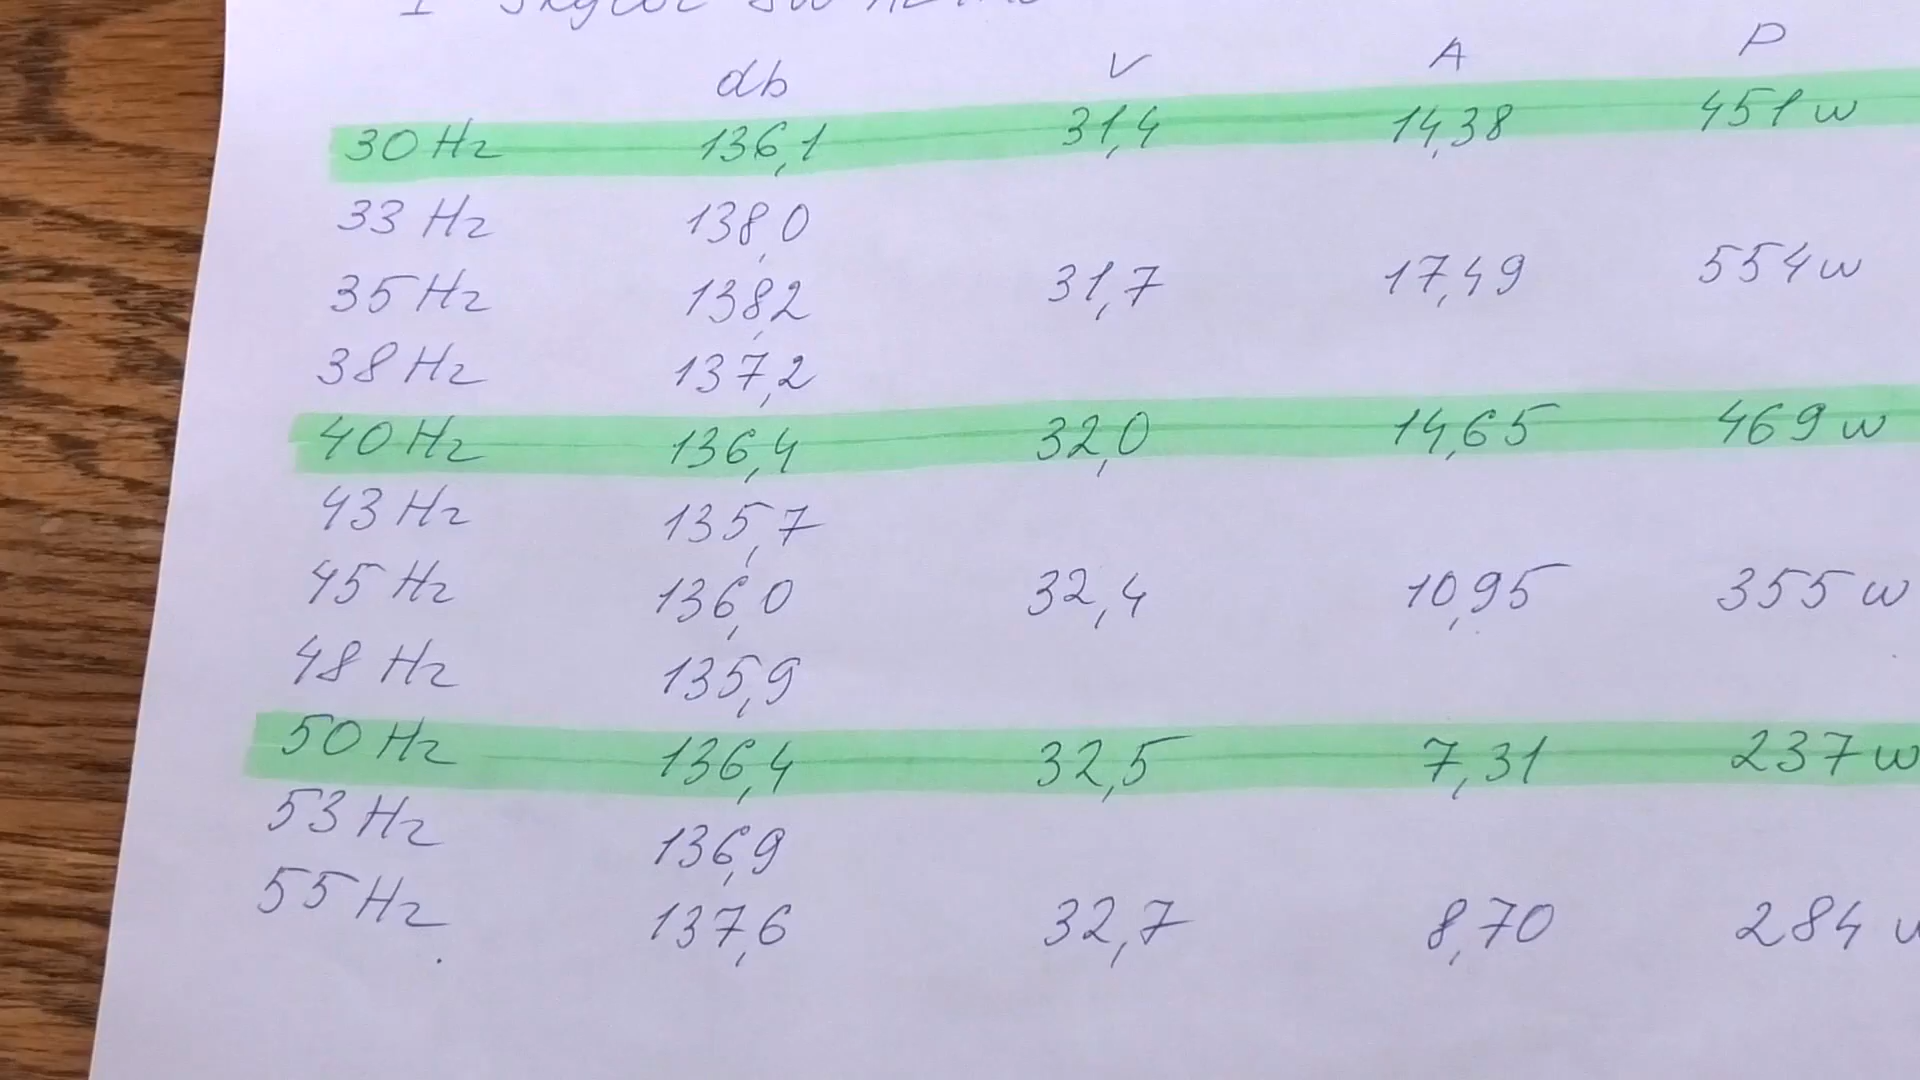 db V A P
30 Hz 136,1 31,4 14,38 451 w
33 Hz 138,0
35 Hz 138,2 31,7 17,49 554 w
38 Hz 137,2
40 Hz 136,4 32,0 14,65 469 w
43 Hz 135,7
45 Hz 136,0 32,4 10,95 355 w
48 Hz 135,9
50 Hz 136,4 32,5 7,31 237 w
53 Hz 136,9
55 Hz 137,6 32,7 8,70 284 w